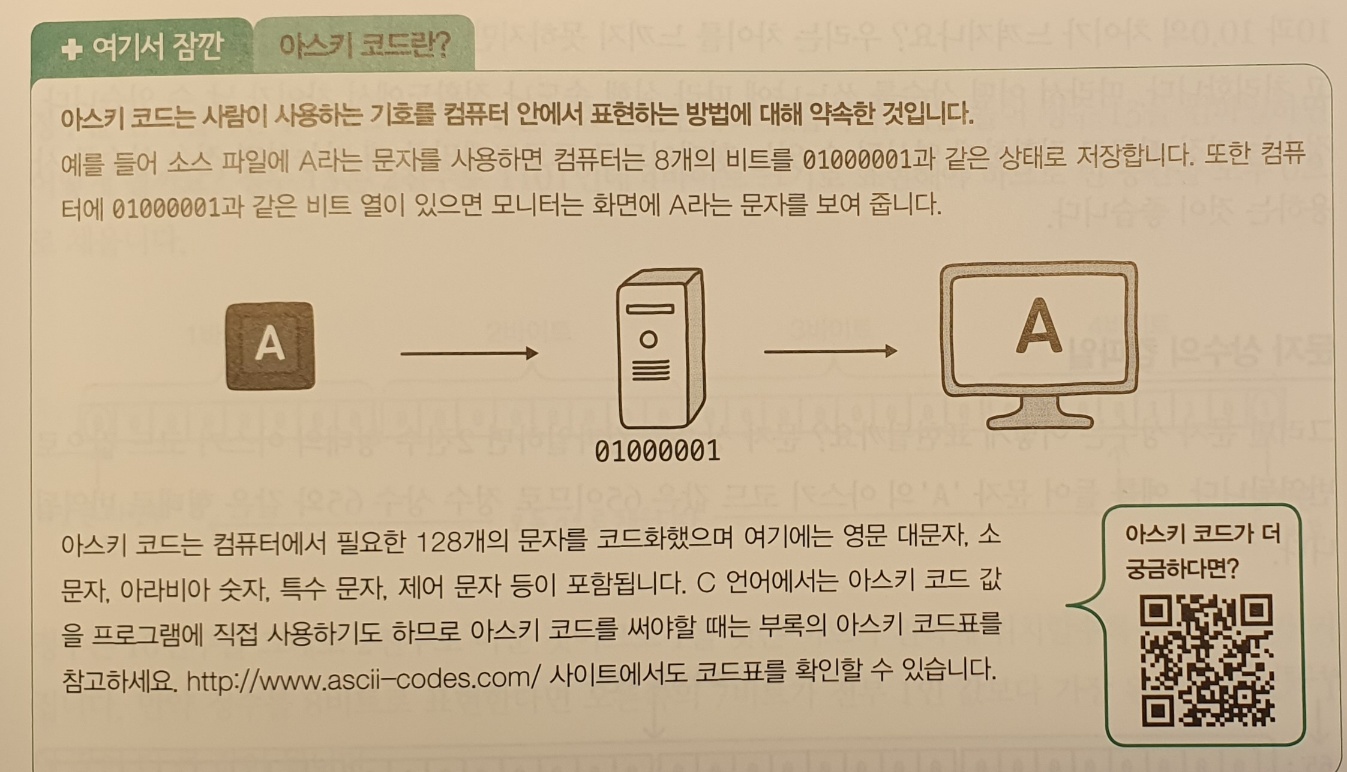 + 여기서 잠깐 아스키 코드란?
아스키 코드는 사람이 사용하는 기호를 컴퓨터 안에서 표현하는 방법에 대해 약속한 것입니다.
예를 들어 소스 파일에 A라는 문자를 사용하면 컴퓨터는 8개의 비트를 01000001과 같은 상태로 저장합니다. 또한 컴퓨
터에 01000001과 같은 비트 열이 있으면 모니터는 화면에 A라는 문자를 보여 줍니다.
A
A
01000001
아스키 코드는 컴퓨터에서 필요한 128개의 문자를 코드화했으며 여기에는 영문 대문자, 소
문자, 아라비아 숫자, 특수 문자, 제어 문자 등이 포함됩니다. C 언어에서는 아스키 코드 값
을 프로그램에 직접 사용하기도 하므로 아스키 코드를 써야할 때는 부록의 아스키 코드표를
참고하세요. http://www.ascii-codes.com/ 사이트에서도 코드표를 확인할 수 있습니다.
아스키 코드가 더
궁금하다면?